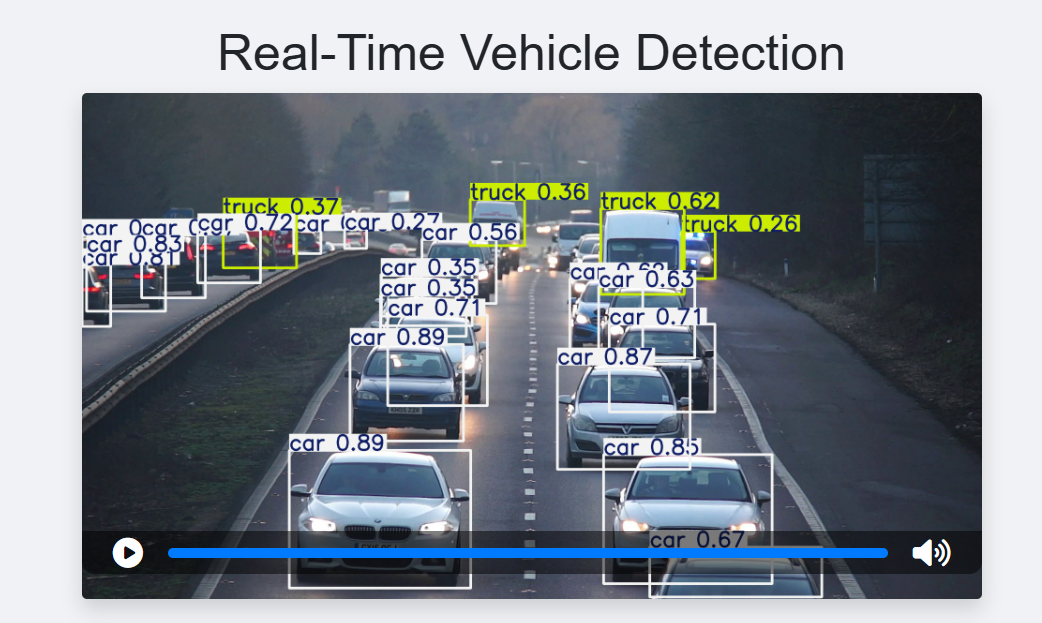 Real-Time Vehicle Detection
truck 0.36
truck 0.62
truck 0.37
car 0.72
car 0.27
truck 0.26
car
car
car
car 0.56
car 0.83
car 0.81
car 0.35
car 0.63
car 0.35
car 0.71
car 0.71
car 0.89
car 0.87
car 0.89
car 0.85
car 0.67